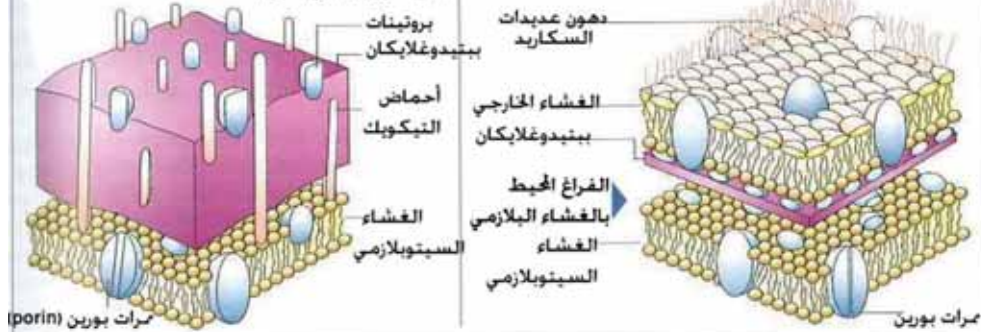 دهون عديدات
السكاريد
الغشاء الخارجي
ببتيدوغلايكان
الفراغ المحيط
بالغشاء البلازمي
الغشاء
السيتوبلازمي
ممرات بورين
بروتينات
ببتيدوغلايكان
أحماض
التيكويك
الغشاء
السيتوبلازمي
ممرات بورين (porin